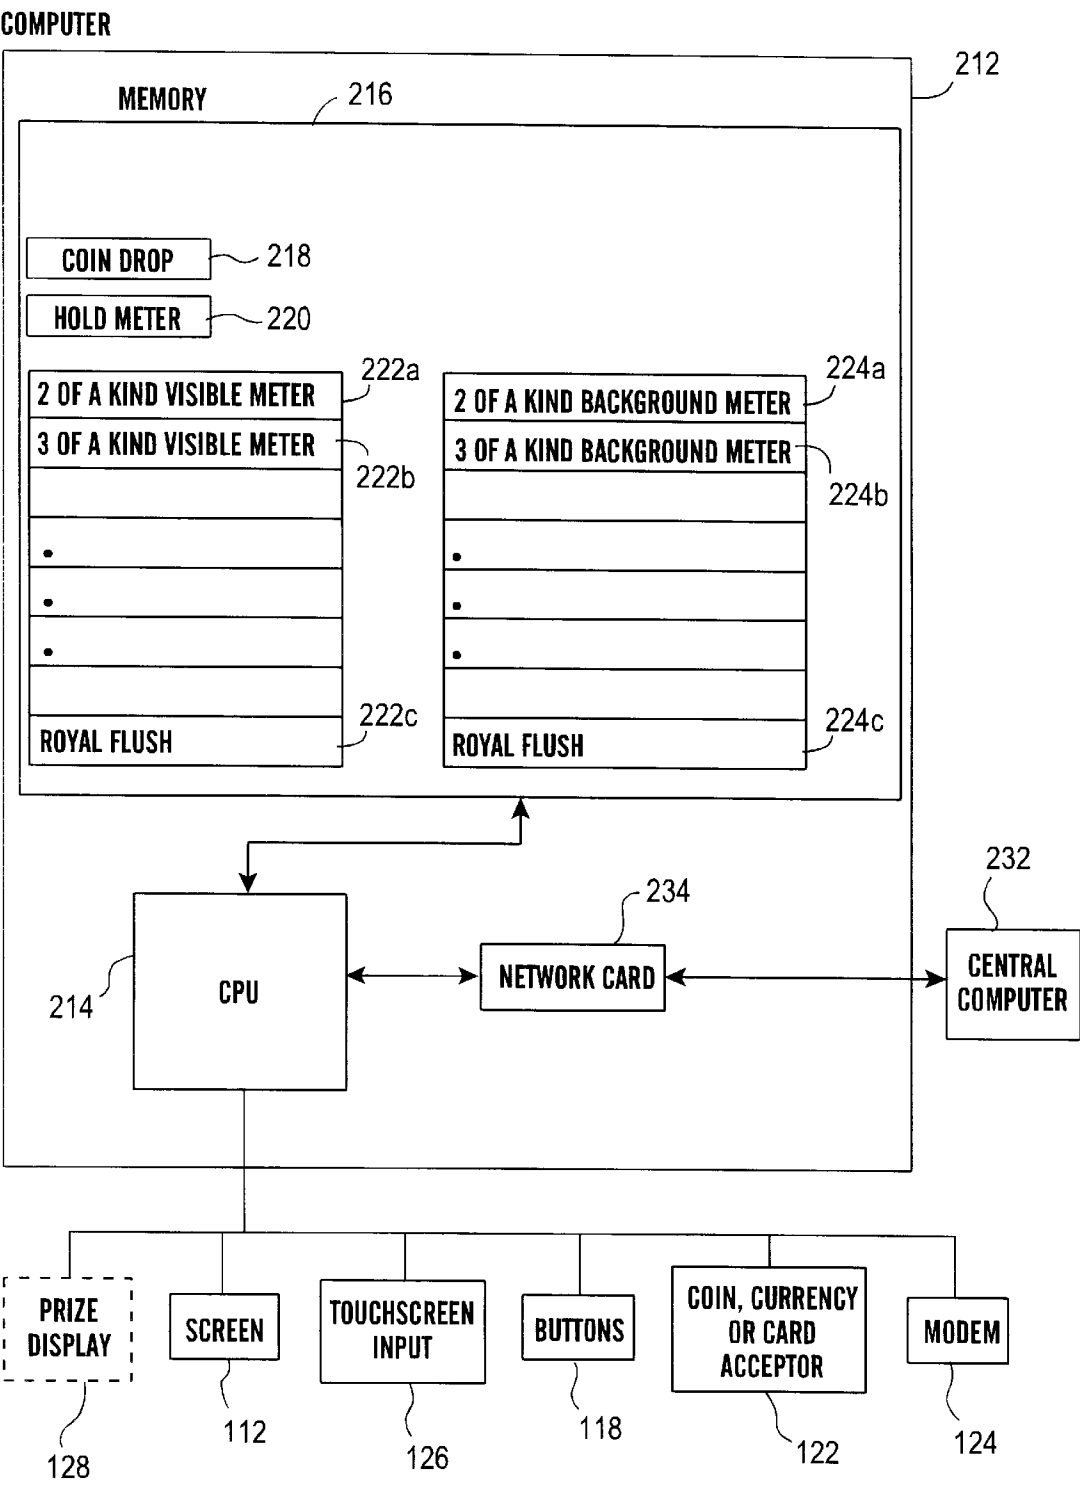 COMPUTER
212
MEMORY
216
COIN DROP
218
HOLD METER
220
222a
224a
2 OF A KIND VISIBLE METER
2 OF A KIND BACKGROUND METER
3 OF A KIND VISIBLE METER
3 OF A KIND BACKGROUND METER
222b
224b
222c
224c
ROYAL FLUSH
ROYAL FLUSH
232
234
CPU
214
NETWORK CARD
CENTRAL
COMPUTER
PRIZE
DISPLAY
SCREEN
TOUCHSCREEN
INPUT
BUTTONS
COIN, CURRENCY
OR CARD
ACCEPTOR
MODEM
128
112
126
118
122
124